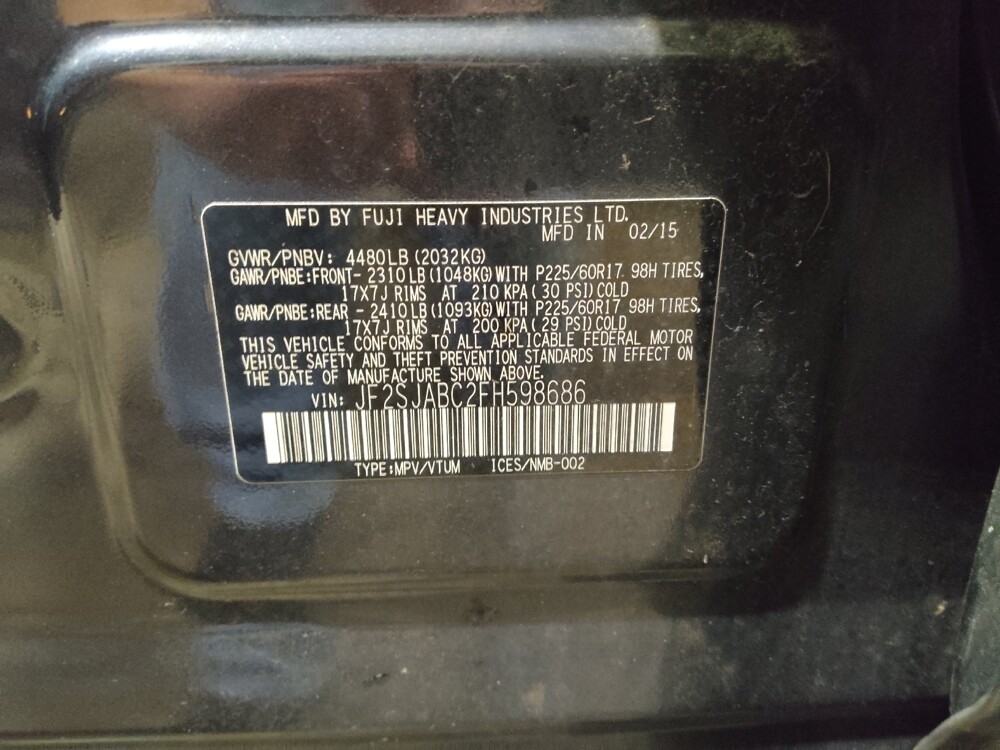 MFD BY FUJI HEAVY INDUSTRIES LTD.
MFD IN 02/15
GVWR/PNBV: 4480LB (2032KG)
GAWR/PNBE:FRONT- 2310LB (1048KG) WITH P225/60R17 98H TIRES,
17X7J RIMS AT 210 KPA (30 PSI) COLD
GAWR/PNBE:REAR - 2410LB (1093KG) WITH P225/60R17 98H TIRES,
17X7J RIMS AT 200 KPA (29 PSI) COLD
THIS VEHICLE CONFORMS TO ALL APPLICABLE FEDERAL MOTOR
VEHICLE SAFETY AND THEFT PREVENTION STANDARDS IN EFFECT ON
THE DATE OF MANUFACTURE SHOWN ABOVE.
VIN: JF2SJABC2FH598686
TYPE:MPV/VTUM ICES/NMB-002